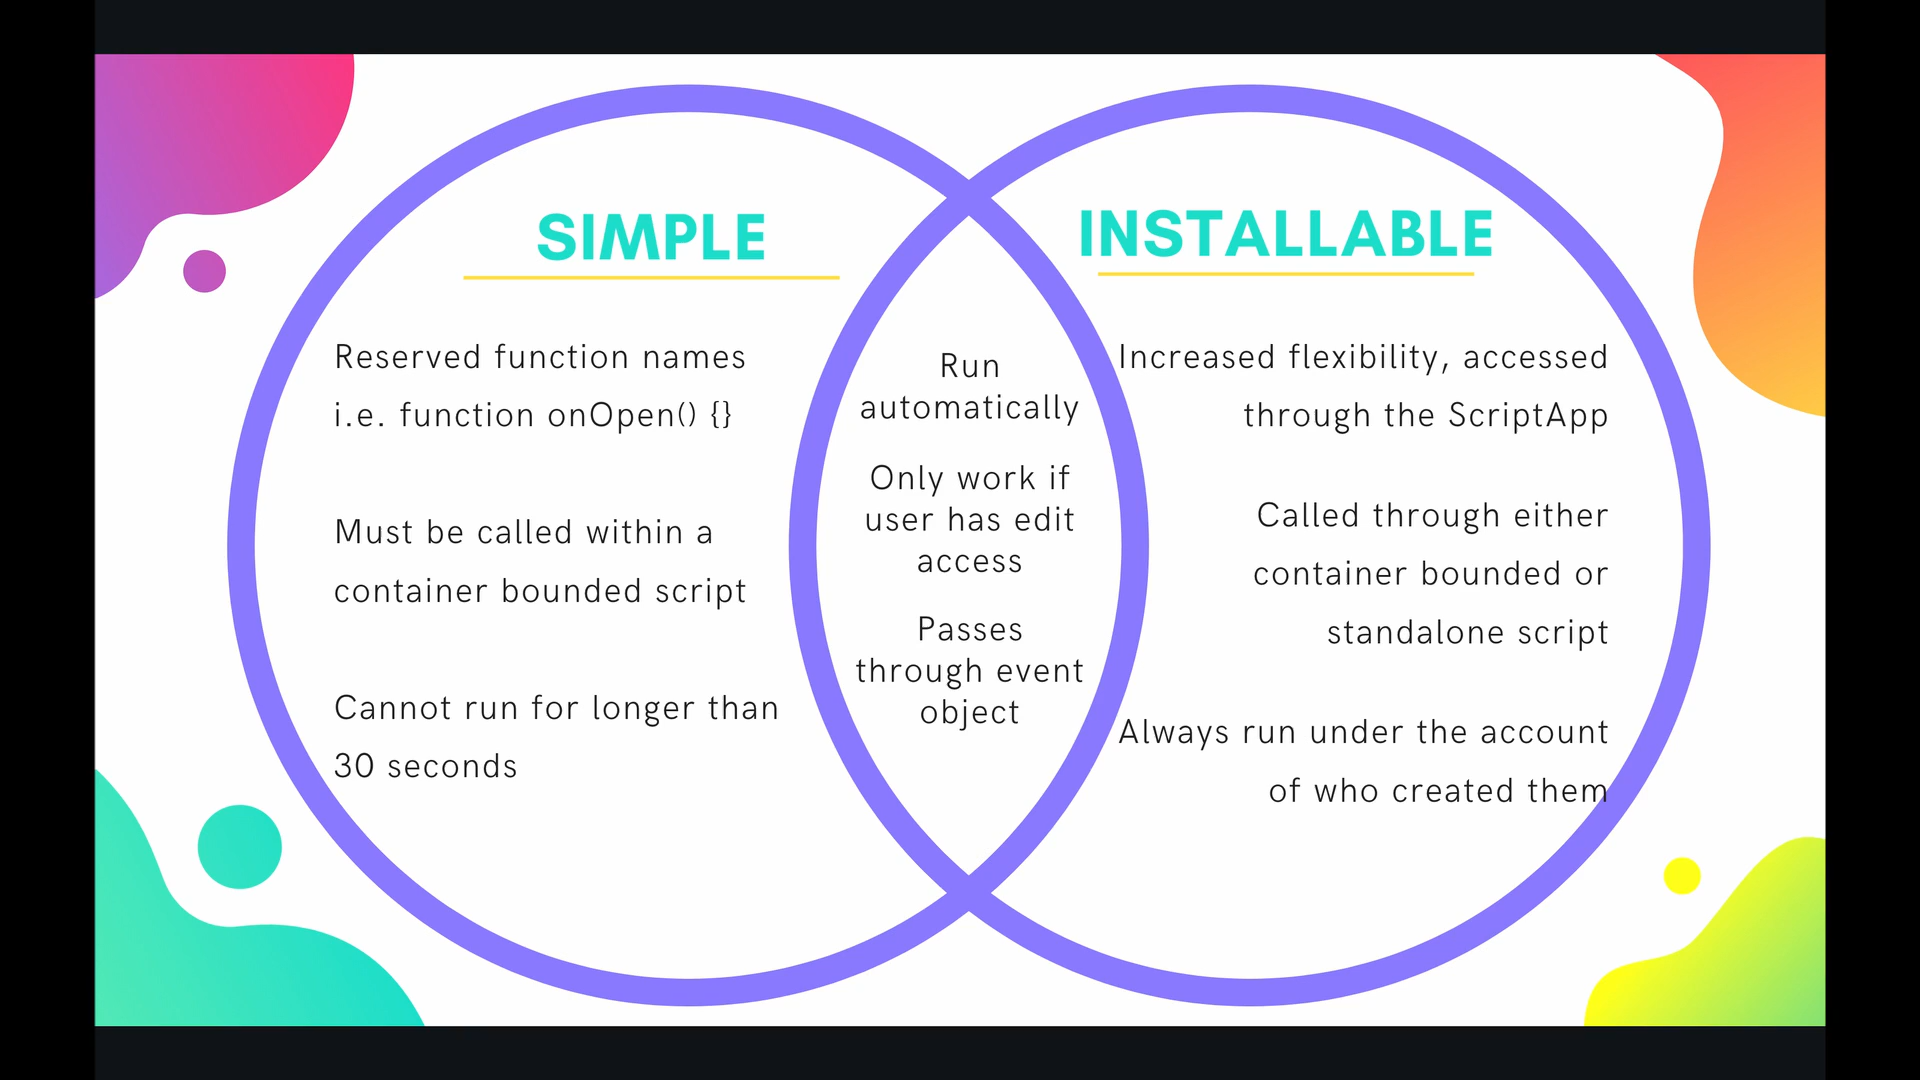 SIMPLE
Reserved function names
i.e. function onOpen() {}
Must be called within a
container bounded script
Cannot run for longer than
30 seconds
Run
automatically
Only work if
user has edit
access
Passes
through event
object
INSTALLABLE
Increased flexibility, accessed
through the ScriptApp
Called through either
container bounded or
standalone script
Always run under the account
of who created them